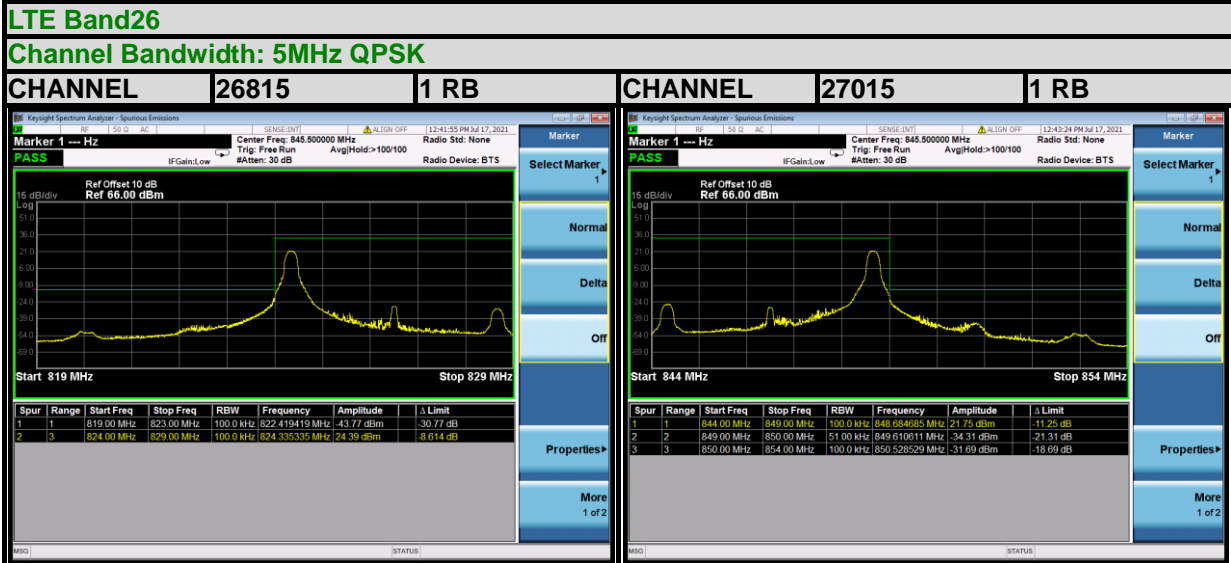 LTE Band26
Channel Bandwidth: 5MHz QPSK
CHANNEL 26815 1 RB CHANNEL 27015 1 RB
Keysight Spectrum Analyzer - Spurious Emissions
RF 50 Ω AC SENSE:INT ALIGN OFF 12:41:55 PM Jul 17, 2021
Marker 1 --- Hz
Center Freq: 845.500000 MHz Radio Std: None
Trig: Free Run Avg|Hold:>100/100
PASS IFGain:Low #Atten: 30 dB Radio Device: BTS
Ref Offset 10 dB
15 dB/div Ref 66.00 dBm
Log
51.0
36.0
21.0
6.00
-9.00
-24.0
-39.0
-54.0
-69.0
Start 819 MHz Stop 829 MHz
Spur Range Start Freq Stop Freq RBW Frequency Amplitude Δ Limit
1 1 819.00 MHz 823.00 MHz 100.0 kHz 822.419419 MHz -43.77 dBm -30.77 dB
2 3 824.00 MHz 829.00 MHz 100.0 kHz 824.335335 MHz 24.39 dBm -8.614 dB
MSG STATUS
Marker
Select Marker
1
Normal
Delta
Off
Properties
More
1 of 2
Keysight Spectrum Analyzer - Spurious Emissions
RF 50 Ω AC SENSE:INT ALIGN OFF 12:43:24 PM Jul 17, 2021
Marker 1 --- Hz
Center Freq: 845.500000 MHz Radio Std: None
Trig: Free Run Avg|Hold:>100/100
PASS IFGain:Low #Atten: 30 dB Radio Device: BTS
Ref Offset 10 dB
15 dB/div Ref 66.00 dBm
Log
51.0
36.0
21.0
6.00
-9.00
-24.0
-39.0
-54.0
-69.0
Start 844 MHz Stop 854 MHz
Spur Range Start Freq Stop Freq RBW Frequency Amplitude Δ Limit
1 1 844.00 MHz 849.00 MHz 100.0 kHz 848.684685 MHz 21.75 dBm -11.25 dB
2 2 849.00 MHz 850.00 MHz 51.00 kHz 849.610611 MHz -34.31 dBm -21.31 dB
3 3 850.00 MHz 854.00 MHz 100.0 kHz 850.528529 MHz -31.69 dBm -18.69 dB
MSG STATUS
Marker
Select Marker
1
Normal
Delta
Off
Properties
More
1 of 2